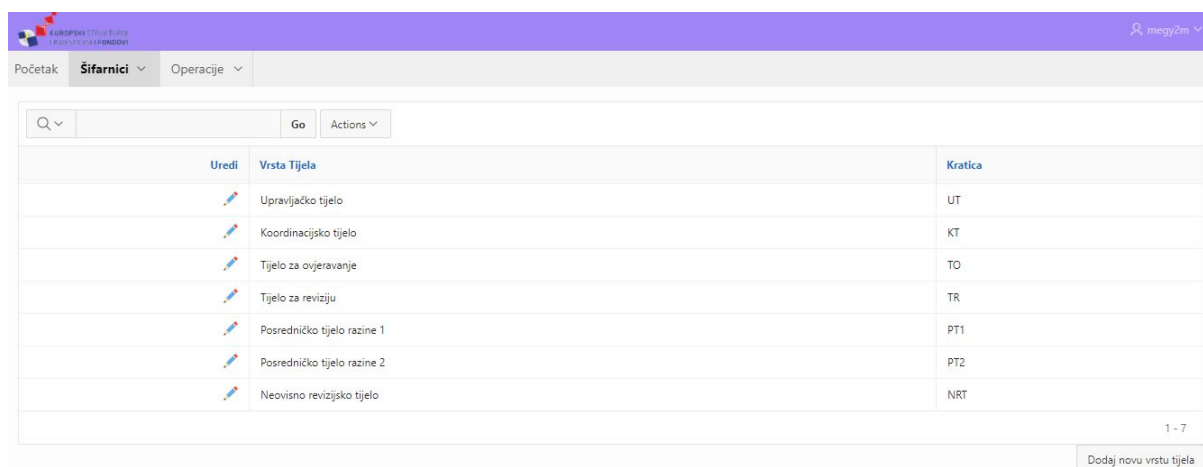 EUROPSKI STRUKTURNI
I INVESTICIJSKI FONDOVI
megy2m
Početak Šifarnici Operacije
Go Actions
Uredi Vrsta Tijela Kratica
Upravljačko tijelo UT
Koordinacijsko tijelo KT
Tijelo za ovjeravanje TO
Tijelo za reviziju TR
Posredničko tijelo razine 1 PT1
Posredničko tijelo razine 2 PT2
Neovisno revizijsko tijelo NRT
1 - 7
Dodaj novu vrstu tijela